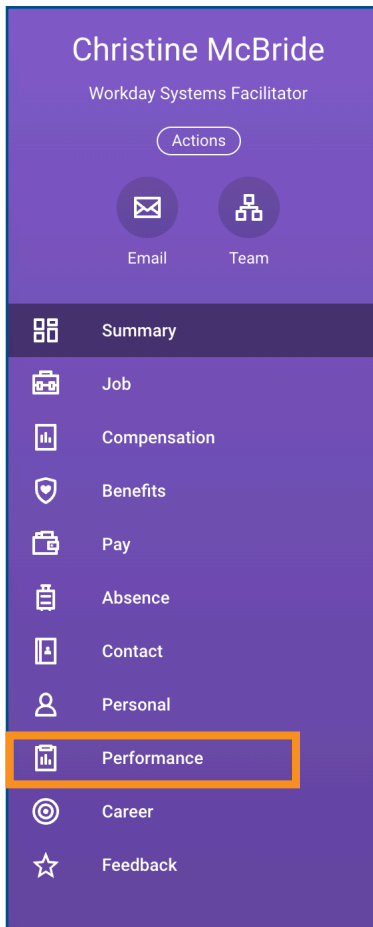 Christine McBride
Workday Systems Facilitator
Actions
Email Team
Summary
Job
Compensation
Benefits
Pay
Absence
Contact
Personal
Performance
Career
Feedback